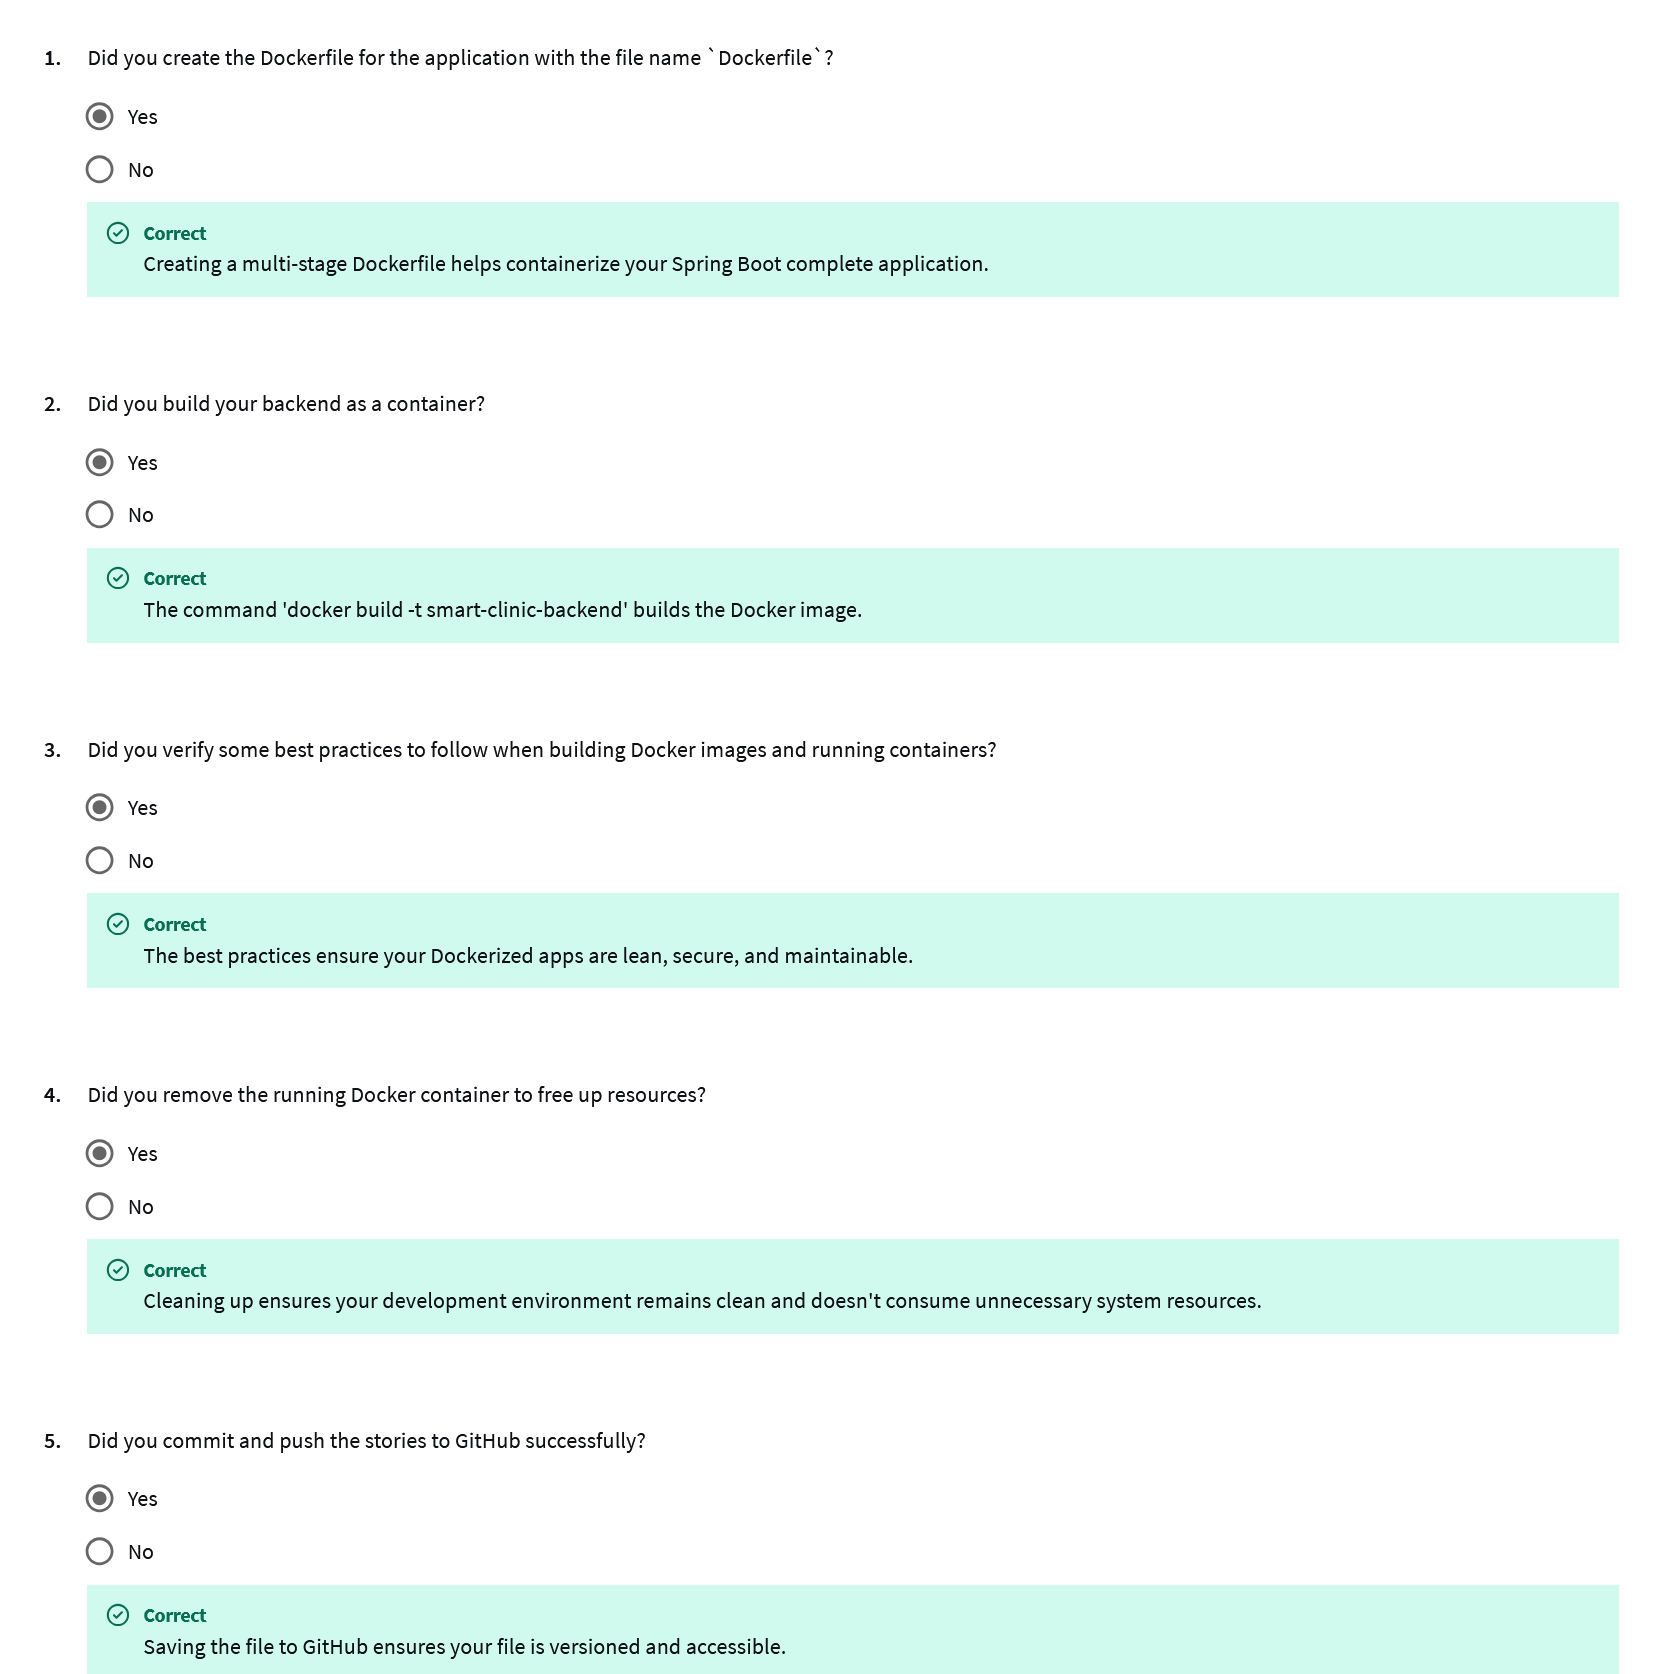 1. Did you create the Dockerfile for the application with the file name `Dockerfile`?
Yes
No
Correct
Creating a multi-stage Dockerfile helps containerize your Spring Boot complete application.
2. Did you build your backend as a container?
Yes
No
Correct
The command 'docker build -t smart-clinic-backend' builds the Docker image.
3. Did you verify some best practices to follow when building Docker images and running containers?
Yes
No
Correct
The best practices ensure your Dockerized apps are lean, secure, and maintainable.
4. Did you remove the running Docker container to free up resources?
Yes
No
Correct
Cleaning up ensures your development environment remains clean and doesn't consume unnecessary system resources.
5. Did you commit and push the stories to GitHub successfully?
Yes
No
Correct
Saving the file to GitHub ensures your file is versioned and accessible.